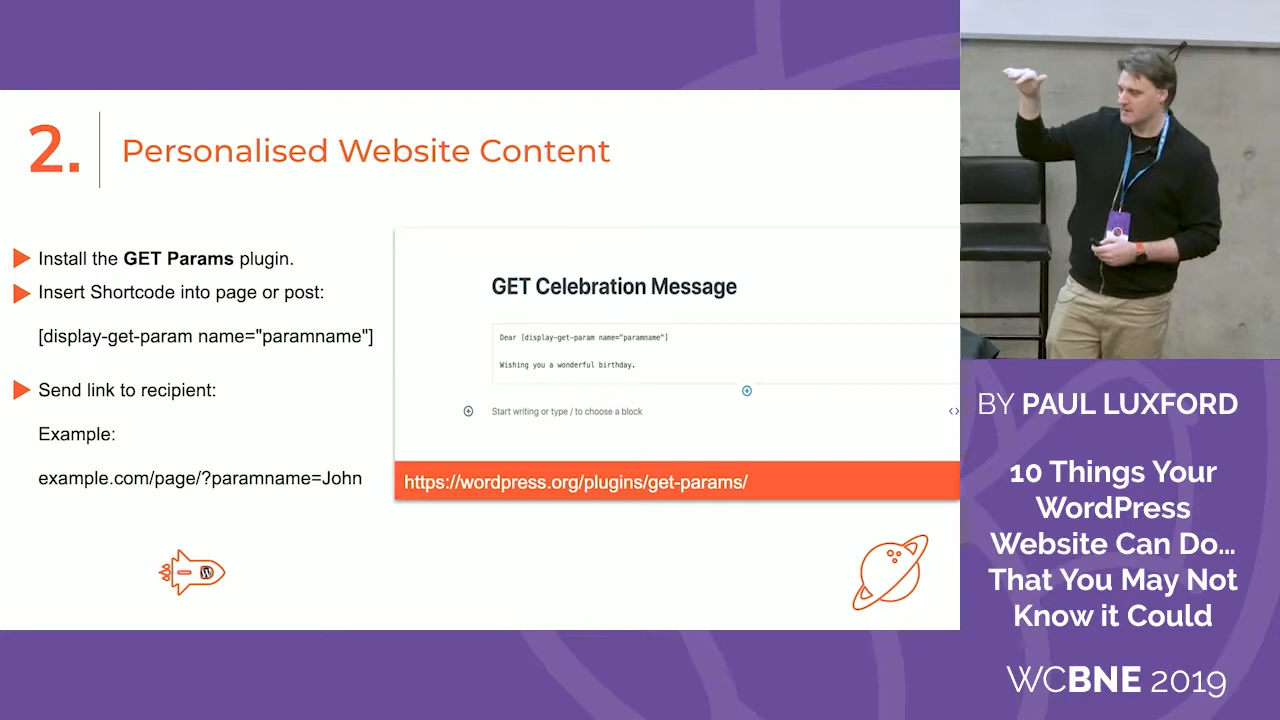 2.
Personalised Website Content
Install the GET Params plugin.
Insert Shortcode into page or post:
[display-get-param name="paramname"]
Send link to recipient:
Example:
example.com/page/?paramname=John
GET Celebration Message
Dear [display-get-param name="paramname"]
Wishing you a wonderful birthday.
Start writing or type / to choose a block
https://wordpress.org/plugins/get-params/
BY PAUL LUXFORD
10 Things Your
WordPress
Website Can Do...
That You May Not
Know it Could
WCBNE 2019